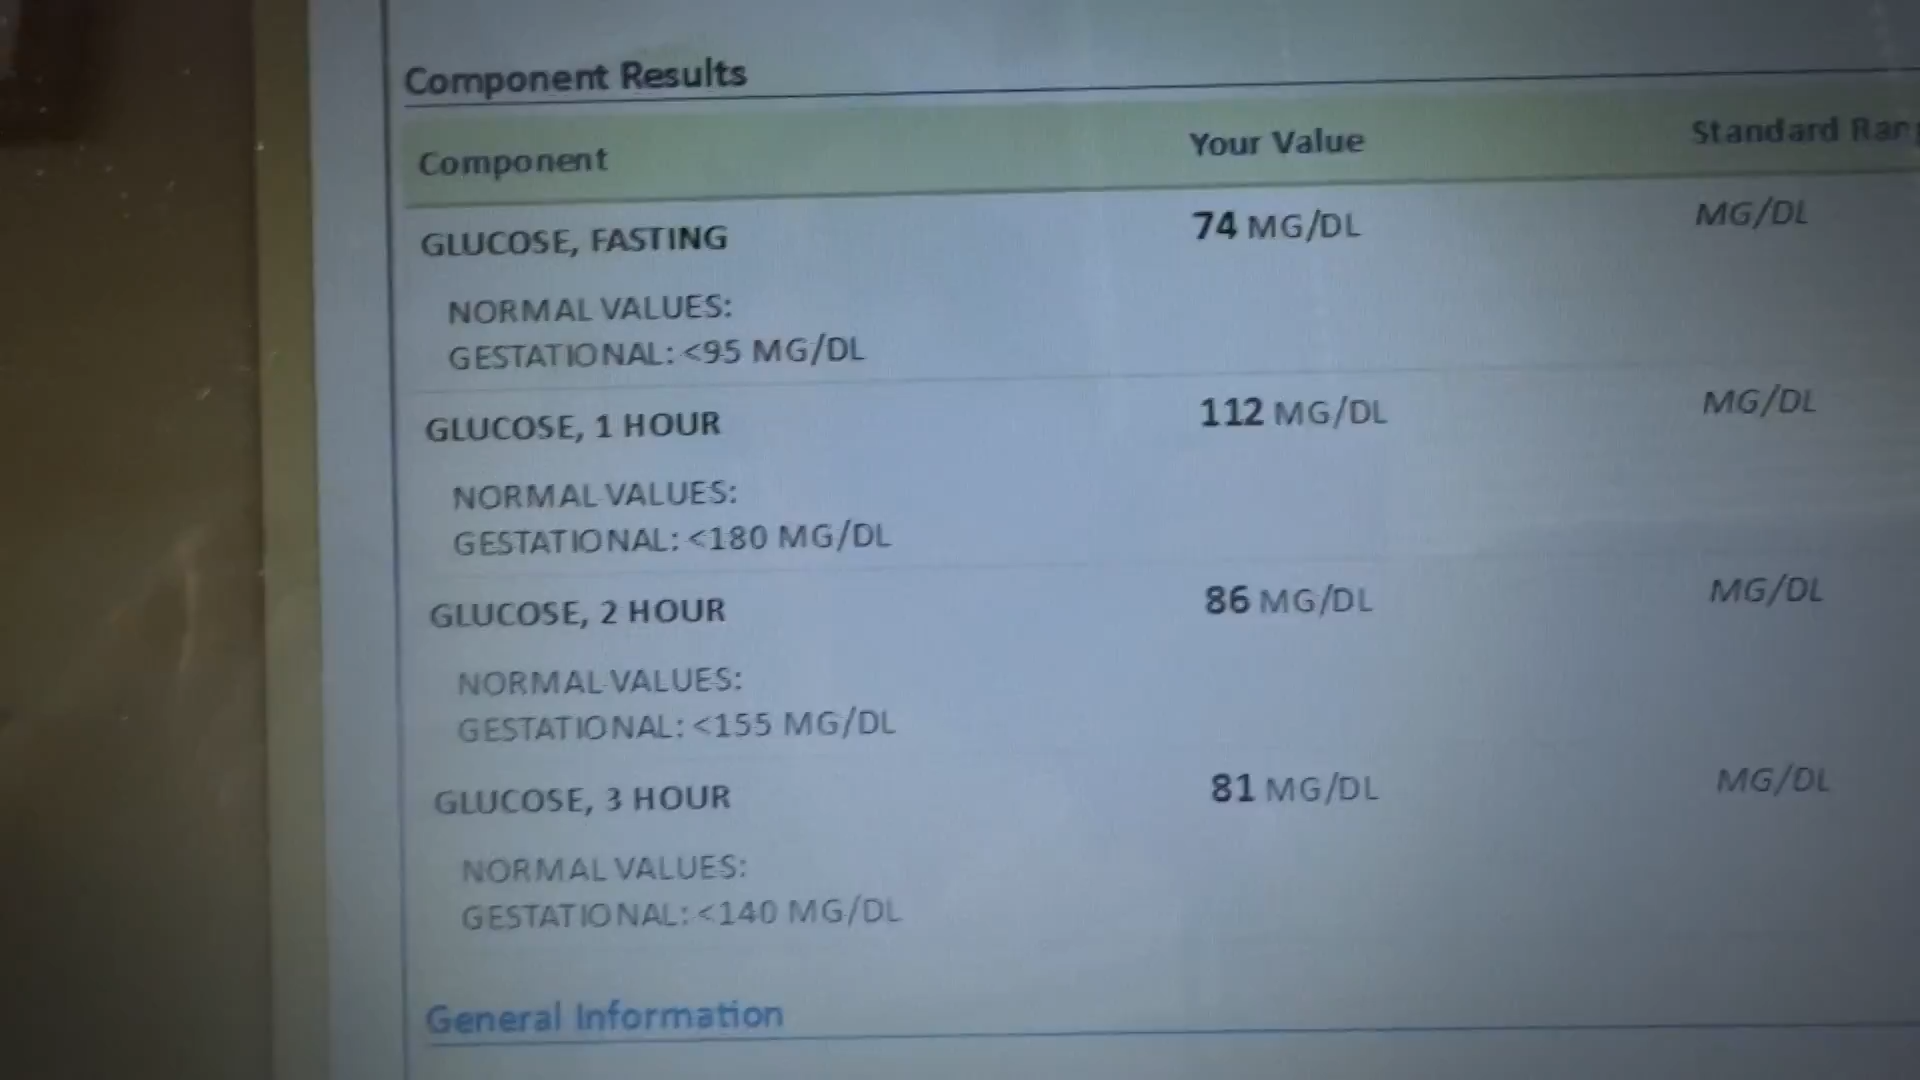 Component Results
Component Your Value Standard
GLUCOSE, FASTING 74 MG/DL MG/DL
NORMAL VALUES:
GESTATIONAL: <95 MG/DL
GLUCOSE, 1 HOUR 112 MG/DL MG/DL
NORMAL VALUES:
GESTATIONAL: <180 MG/DL
GLUCOSE, 2 HOUR 86 MG/DL MG/DL
NORMAL VALUES:
GESTATIONAL: <155 MG/DL
GLUCOSE, 3 HOUR 81 MG/DL MG/DL
NORMAL VALUES:
GESTATIONAL: <140 MG/DL
General Information